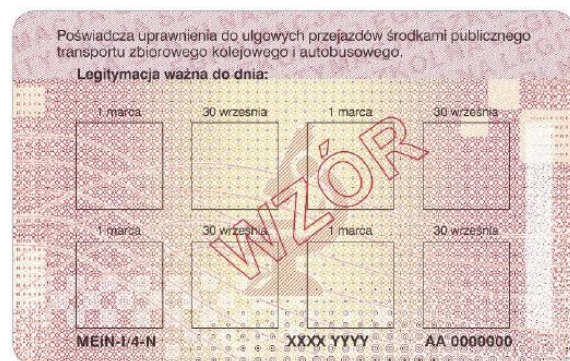 Poświadcza uprawnienia do ulgowych przejazdów środkami publicznego
transportu zbiorowego kolejowego i autobusowego.
Legitymacja ważna do dnia:
1 marca 30 września 1 marca 30 września
WZÓR
1 marca 30 września 1 marca 30 września
MEiN-I/4-N XXXX YYYY AA 0000000